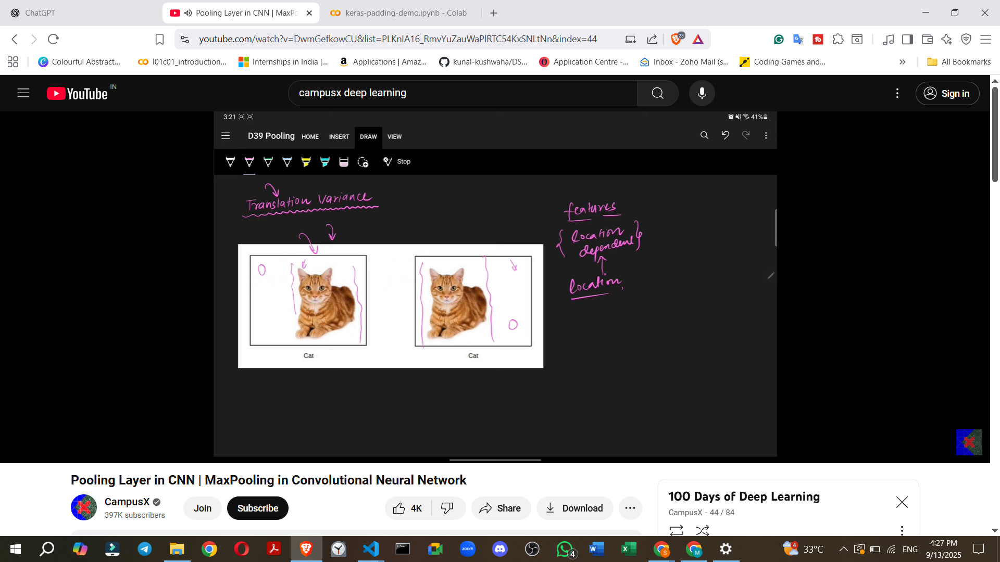 ChatGPT
Pooling Layer in CNN | MaxPo
keras-padding-demo.ipynb - Colab
youtube.com/watch?v=DwmGefkowCU&list=PLKnIA16_RmvYuZauWaPlRTC54KxSNLtNn&index=44
23
Colourful Abstract...
l01c01_introduction...
Internships in India |...
Applications | Amaz...
kunal-kushwaha/DS...
Application Centre -...
Inbox - Zoho Mail (s...
Coding Games and...
All Bookmarks
YouTube IN
campusx deep learning
Sign in
3:21
41%
D39 Pooling
HOME
INSERT
DRAW
VIEW
Stop
Translation Variance
features
{ location
dependent }
location
Cat
Cat
Pooling Layer in CNN | MaxPooling in Convolutional Neural Network
CampusX
397K subscribers
Join
Subscribe
4K
Share
Download
100 Days of Deep Learning
CampusX - 44 / 84
zoom
4
4
33°C
ENG
4:27 PM
9/13/2025